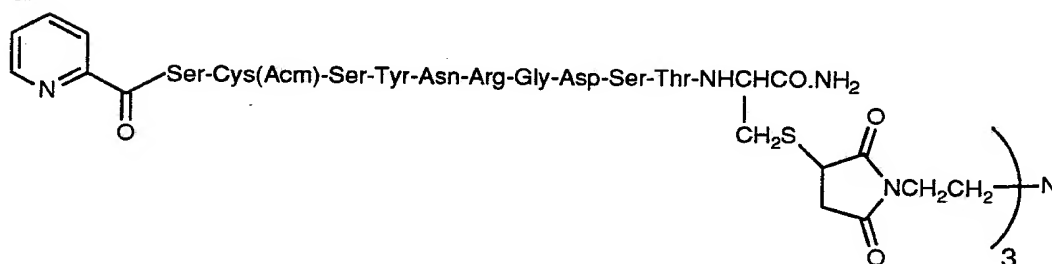 Ser-Cys(Acm)-Ser-Tyr-Asn-Arg-Gly-Asp-Ser-Thr-NHCHCO.NH₂
N
O
CH₂S
O
NCH₂CH₂
N
O
3